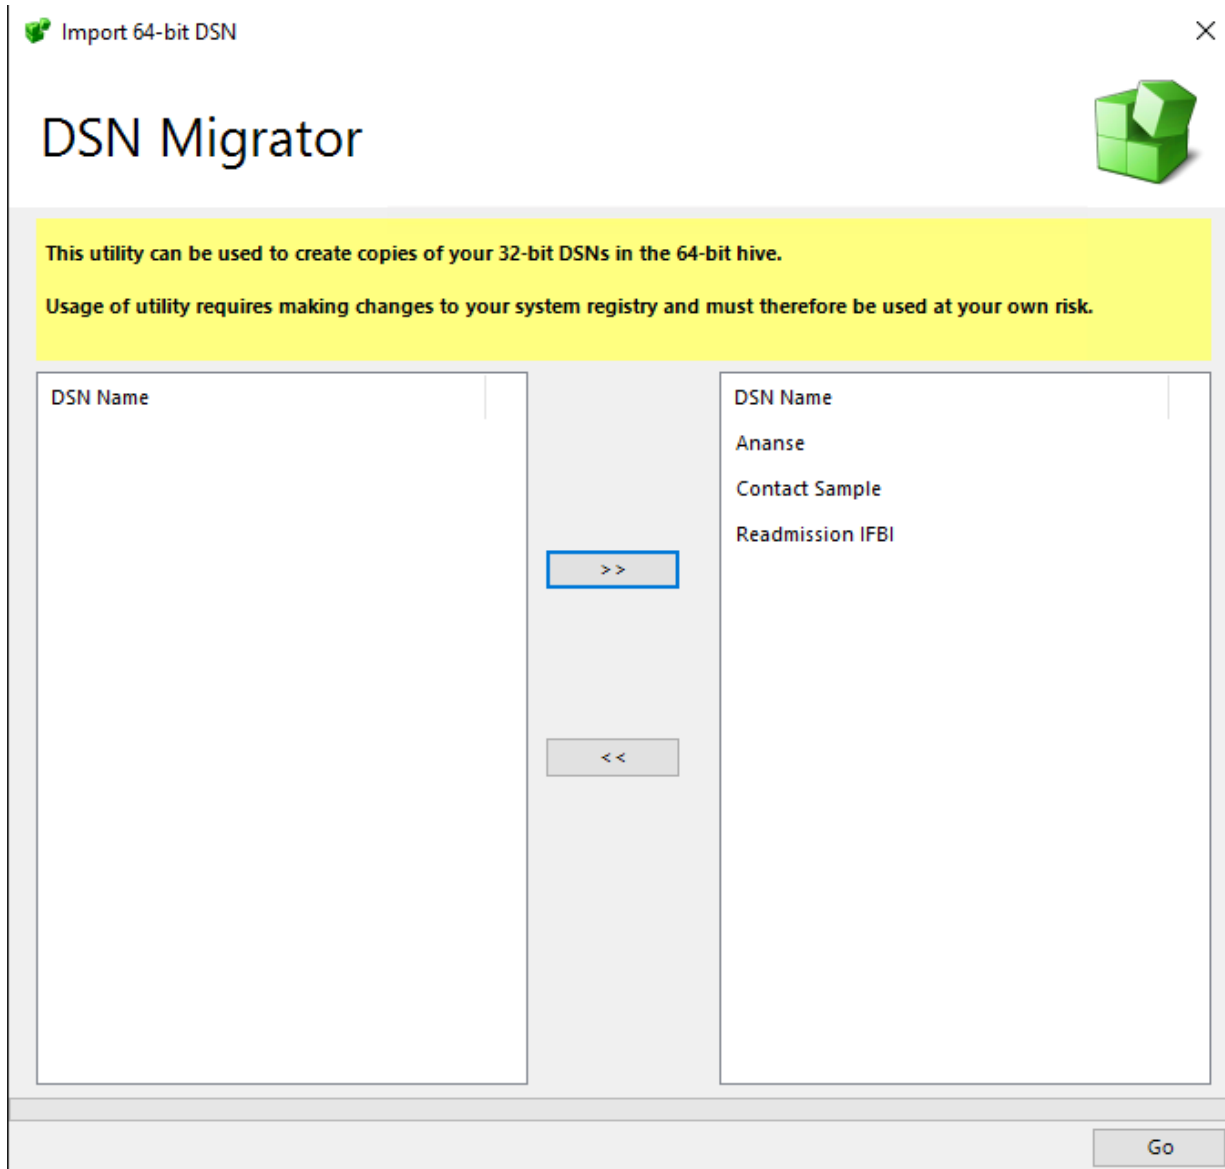 Import 64-bit DSN
DSN Migrator
This utility can be used to create copies of your 32-bit DSNs in the 64-bit hive.
Usage of utility requires making changes to your system registry and must therefore be used at your own risk.
DSN Name
>>
<<
DSN Name
Ananse
Contact Sample
Readmission IFBI
Go